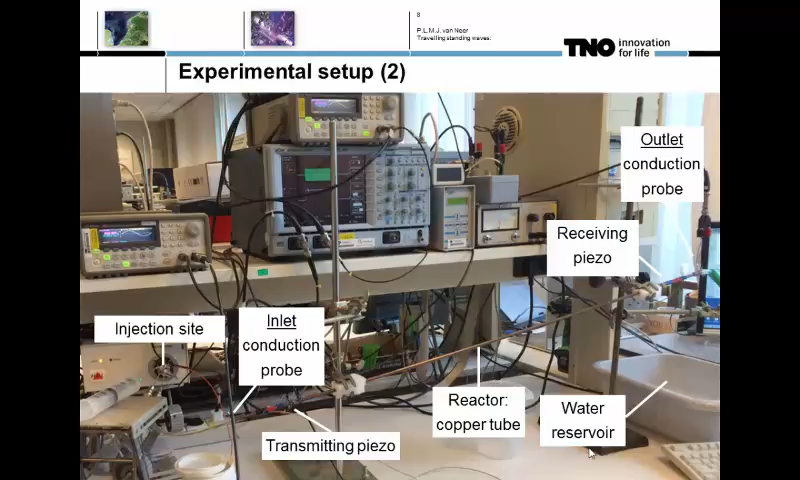 8
P.L.M.J. van Neer
Travelling standing waves:
TNO innovation
for life
Experimental setup (2)
Outlet
conduction
probe
Receiving
piezo
Injection site
Inlet
conduction
probe
Reactor:
copper tube
Water
reservoir
Transmitting piezo